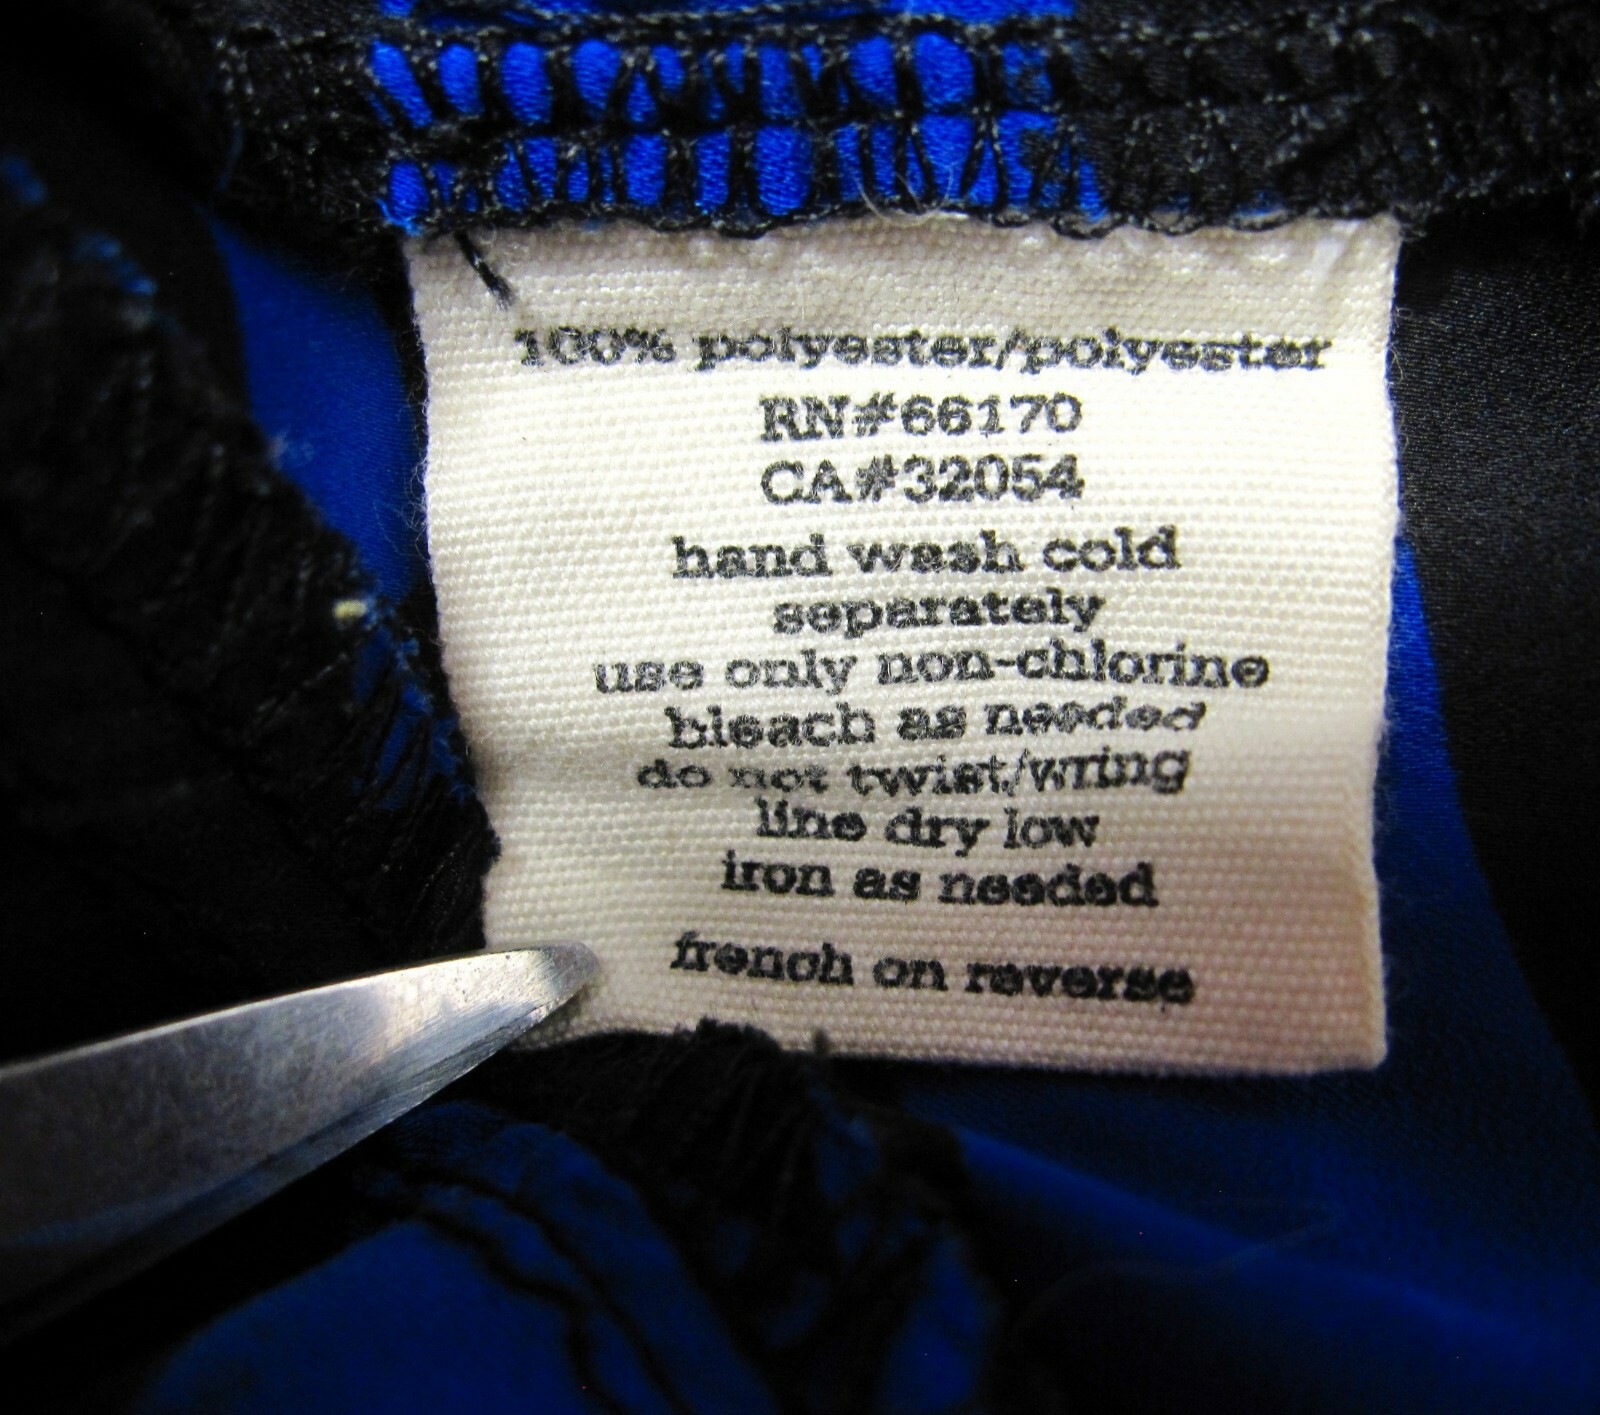 100% polyester/polyester
RN#66170
CA#32054
hand wash cold
separately
use only non-chlorine
bleach as needed
do not twist/wring
line dry low
iron as needed
french on reverse